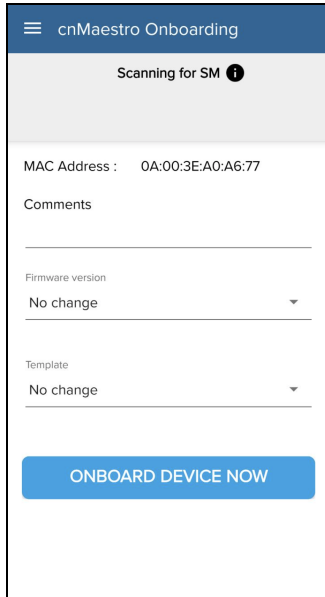 cnMaestro Onboarding
Scanning for SM
MAC Address : 0A:00:3E:A0:A6:77
Comments
Firmware version
No change
Template
No change
ONBOARD DEVICE NOW